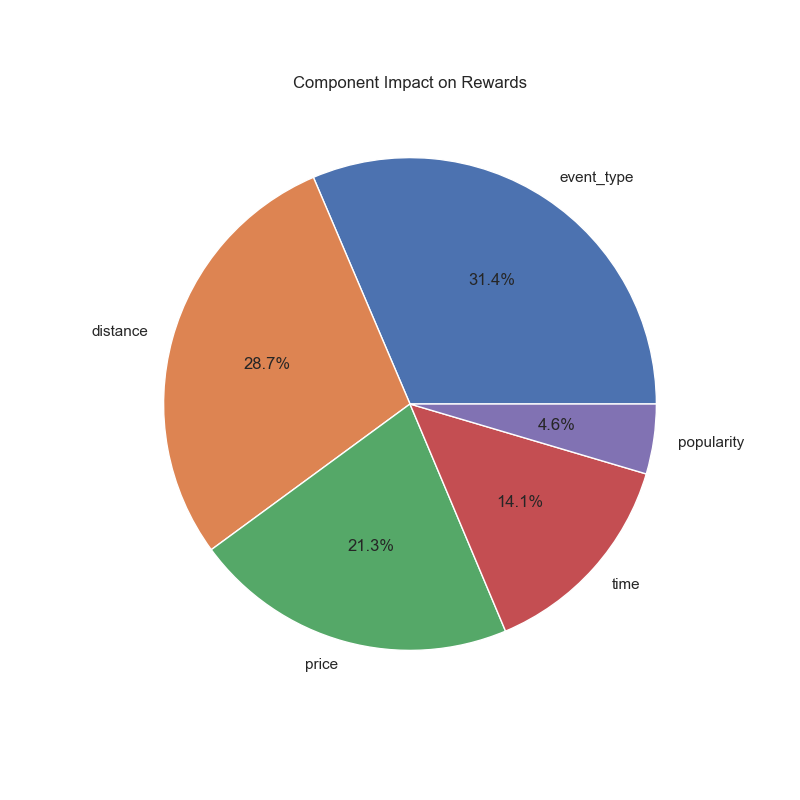 Component Impact on Rewards
event_type
31.4%
distance
28.7%
4.6%
popularity
14.1%
21.3%
time
price